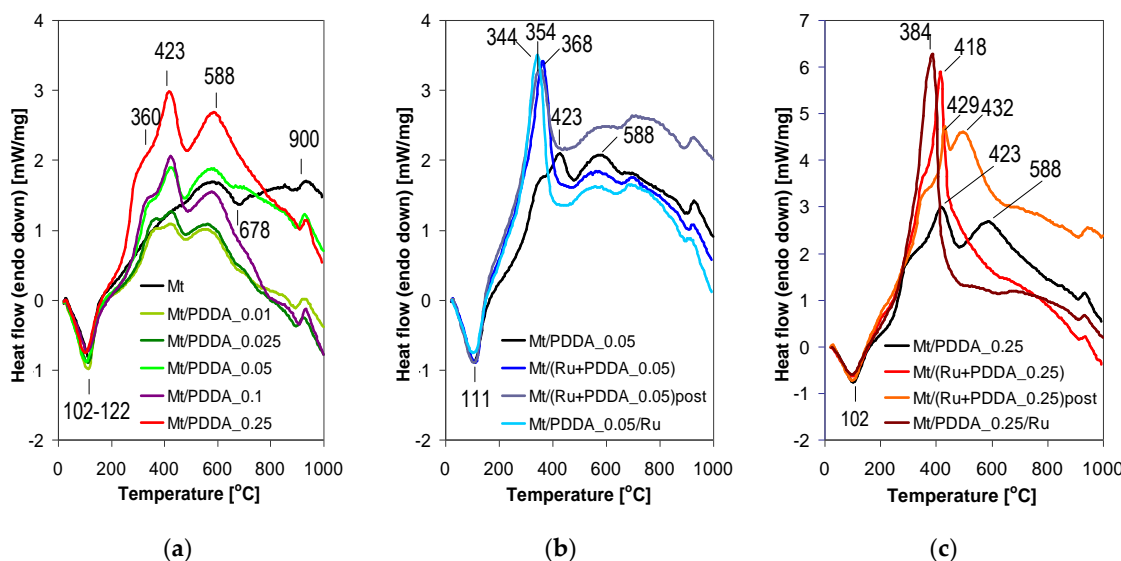 4
3
2
1
0
-1
-2
Heat flow (endo down) [mW/mg]
423
588
360
900
678
102-122
Mt
Mt/PDDA_0.01
Mt/PDDA_0.025
Mt/PDDA_0.05
Mt/PDDA_0.1
Mt/PDDA_0.25
0 200 400 600 800 1000
Temperature [°C]
(a)
4
3
2
1
0
-1
-2
Heat flow (endo down) [mW/mg]
354
344 368
423
588
111
Mt/PDDA_0.05
Mt/(Ru+PDDA_0.05)
Mt/(Ru+PDDA_0.05)post
Mt/PDDA_0.05/Ru
0 200 400 600 800 1000
Temperature [°C]
(b)
7
6
5
4
3
2
1
0
-1
-2
Heat flow (endo down) [mW/mg]
384 418
429 432
423
588
102
Mt/PDDA_0.25
Mt/(Ru+PDDA_0.25)
Mt/(Ru+PDDA_0.25)post
Mt/PDDA_0.25/Ru
0 200 400 600 800 1000
Temperature [°C]
(c)